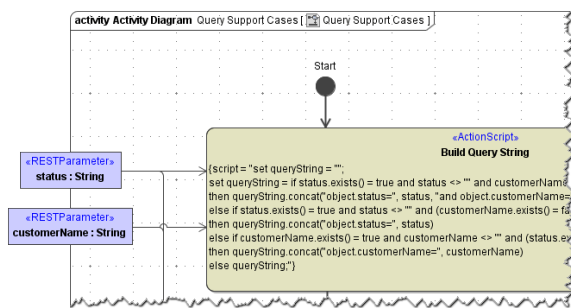 activity Activity Diagram Query Support Cases [ Query Support Cases ]
Start
«ActionScript»
Build Query String
«RESTParameter»
status : String
«RESTParameter»
customerName : String
{script = "set queryString = "";
set queryString = if status.exists() = true and status <> "" and customerName
then queryString.concat("object.status=", status, "and object.customerName=
else if status.exists() = true and status <> "" and (customerName.exists() = fa
then queryString.concat("object.status=", status)
else if customerName.exists() = true and customerName <> "" and (status.ex
then queryString.concat("object.customerName=", customerName)
else queryString;"}